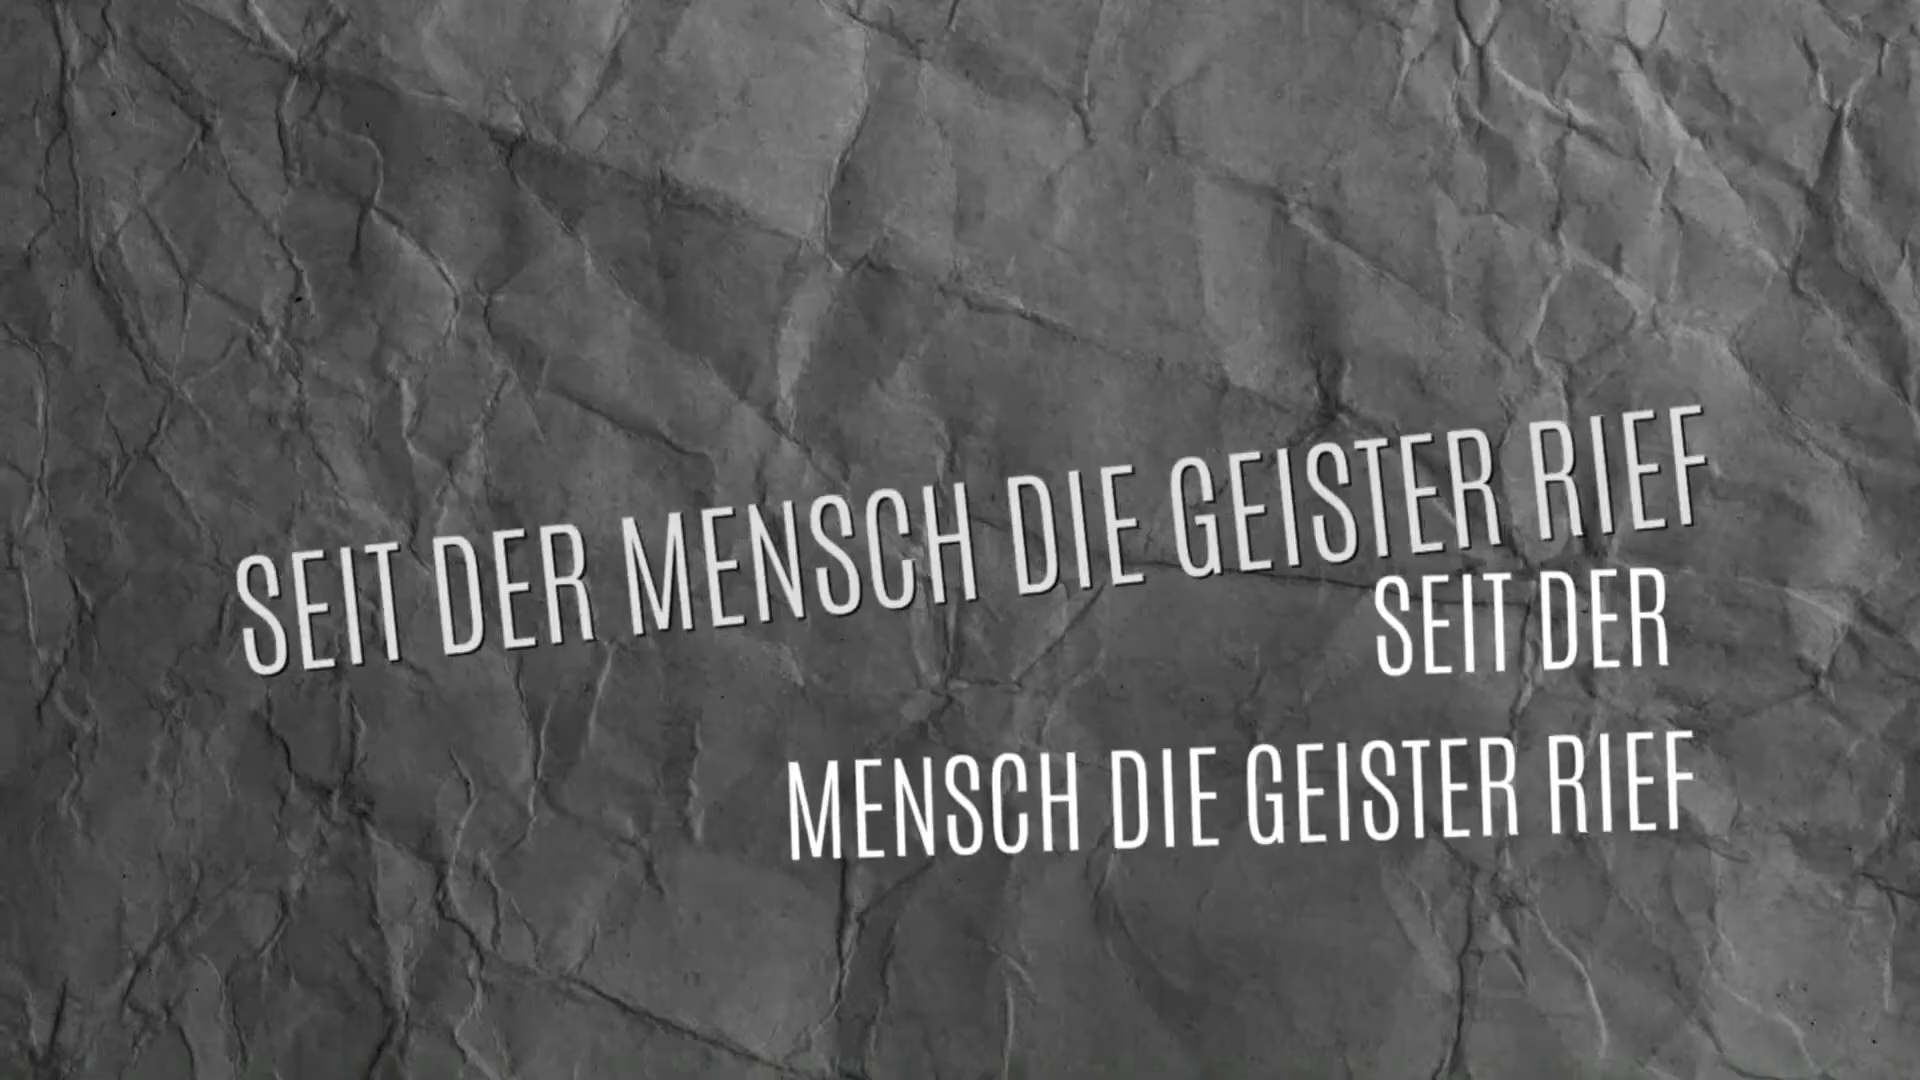 SEIT DER MENSCH DIE GEISTER RIEF
SEIT DER
MENSCH DIE GEISTER RIEF